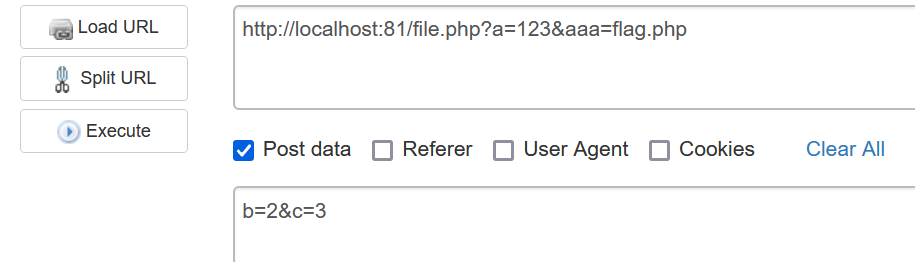 Load URL
http://localhost:81/file.php?a=123&aaa=flag.php
Split URL
Execute
Post data Referer User Agent Cookies Clear All
b=2&c=3